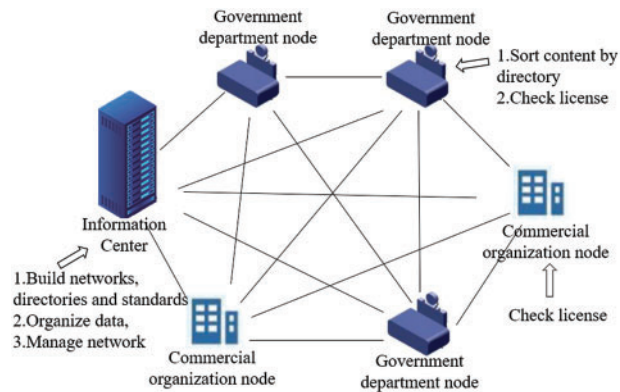 Government
department node
Government
department node
1.Sort content by
directory
2.Check license
Information
Center
1.Build networks,
directories and standards
2.Organize data,
3.Manage network
Commercial
organization node
Check license
Commercial
organization node
Government
department node